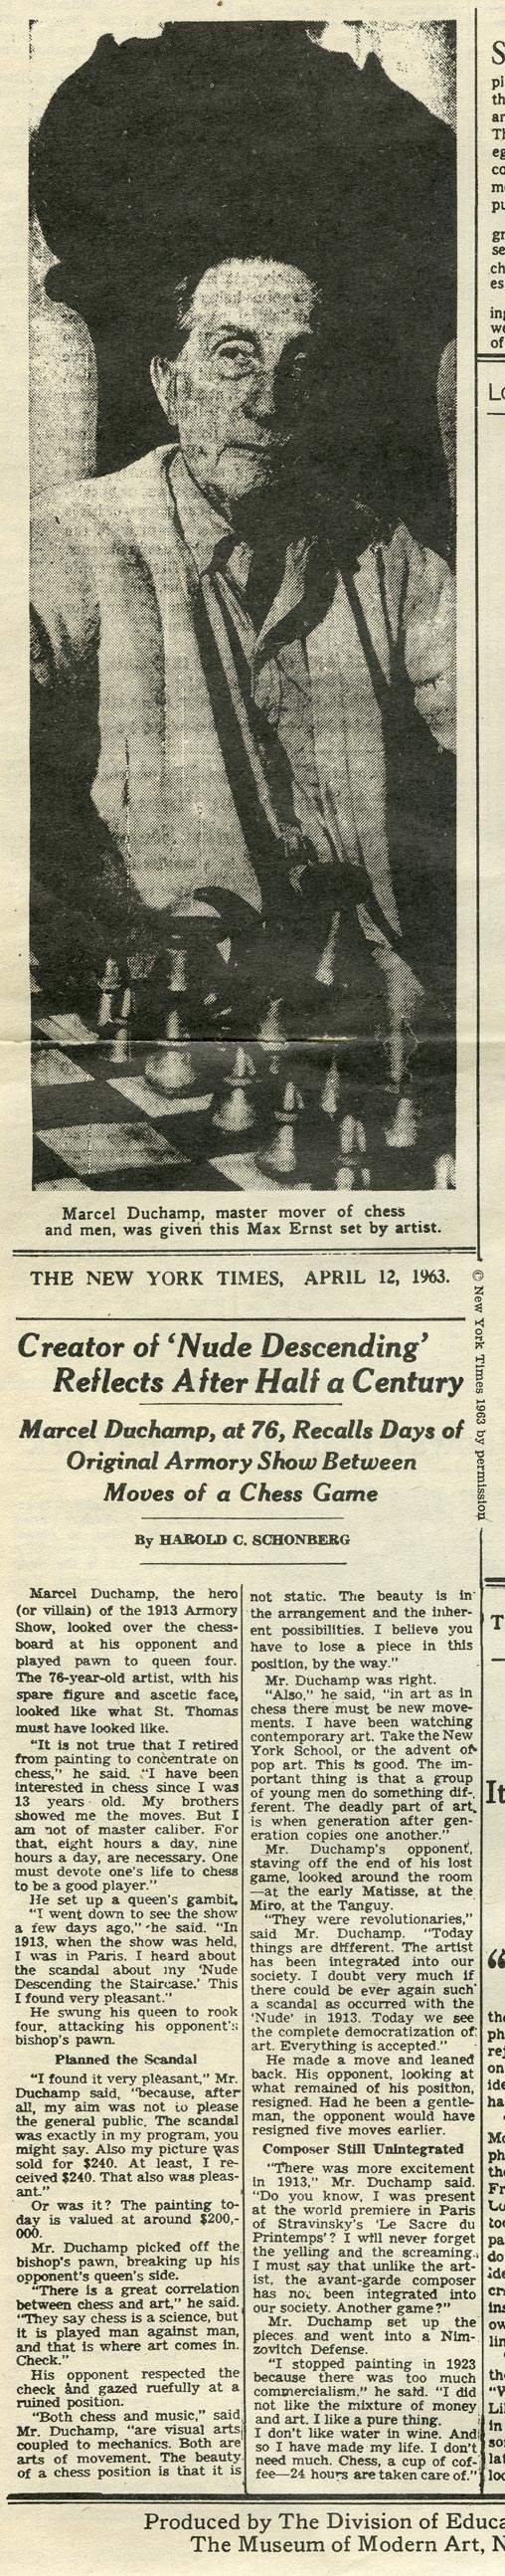 Marcel Duchamp, master mover of chess
and men, was given this Max Ernst set by artist.
THE NEW YORK TIMES, APRIL 12, 1963.
© New York Times 1963 by permission
Creator of ‘Nude Descending’
Reflects After Half a Century
Marcel Duchamp, at 76, Recalls Days of
Original Armory Show Between
Moves of a Chess Game
By HAROLD C. SCHONBERG
Marcel Duchamp, the hero
(or villain) of the 1913 Armory
Show, looked over the chess-
board at his opponent and
played pawn to queen four.
The 76-year-old artist, with his
spare figure and ascetic face,
looked like what St. Thomas
must have looked like.
“It is not true that I retired
from painting to concentrate on
chess,” he said. “I have been
interested in chess since I was
13 years old. My brothers
showed me the moves. But I
am not of master caliber. For
that, eight hours a day, nine
hours a day, are necessary. One
must devote one's life to chess
to be a good player.”
He set up a queen's gambit.
“I went down to see the show
a few days ago,” he said. “In
1913, when the show was held,
I was in Paris. I heard about
the scandal about my ‘Nude
Descending the Staircase.’ This
I found very pleasant.”
He swung his queen to rook
four, attacking his opponent's
bishop's pawn.
Planned the Scandal
“I found it very pleasant,” Mr.
Duchamp said, “because, after
all, my aim was not to please
the general public. The scandal
was exactly in my program, you
might say. Also my picture was
sold for $240. At least, I re-
ceived $240. That also was pleas-
ant.”
Or was it? The painting to-
day is valued at around $200,-
000.
Mr. Duchamp picked off the
bishop's pawn, breaking up his
opponent's queen's side.
“There is a great correlation
between chess and art,” he said.
“They say chess is a science, but
it is played man against man,
and that is where art comes in.
Check.”
His opponent respected the
check and gazed ruefully at a
ruined position.
“Both chess and music,” said
Mr. Duchamp, “are visual arts
coupled to mechanics. Both are
arts of movement. The beauty
of a chess position is that it is
not static. The beauty is in
the arrangement and the inher-
ent possibilities. I believe you
have to lose a piece in this
position, by the way.”
Mr. Duchamp was right.
“Also,” he said, “in art as in
chess there must be new move-
ments. I have been watching
contemporary art. Take the New
York School, or the advent of
pop art. This is good. The im-
portant thing is that a group
of young men do something dif-
ferent. The deadly part of art
is when generation after gen-
eration copies one another.”
Mr. Duchamp's opponent,
staving off the end of his lost
game, looked around the room
—at the early Matisse, at the
Miro, at the Tanguy.
“They were revolutionaries,”
said Mr. Duchamp. “Today
things are different. The artist
has been integrated into our
society. I doubt very much if
there could be ever again such
a scandal as occurred with the
‘Nude’ in 1913. Today we see
the complete democratization of
art. Everything is accepted.”
He made a move and leaned
back. His opponent, looking at
what remained of his position,
resigned. Had he been a gentle-
man, the opponent would have
resigned five moves earlier.
Composer Still Unintegrated
“There was more excitement
in 1913,” Mr. Duchamp said.
“Do you know, I was present
at the world premiere in Paris
of Stravinsky's ‘Le Sacre du
Printemps’? I will never forget
the yelling and the screaming.
I must say that unlike the art-
ist, the avant-garde composer
has not been integrated into
our society. Another game?”
Mr. Duchamp set up the
pieces and went into a Nim-
zovitch Defense.
“I stopped painting in 1923
because there was too much
commercialism,” he said. “I did
not like the mixture of money
and art. I like a pure thing.
I don't like water in wine. And
so I have made my life. I don't
need much. Chess, a cup of cof-
fee—24 hours are taken care of.”
Produced by The Division of Educa
The Museum of Modern Art, N